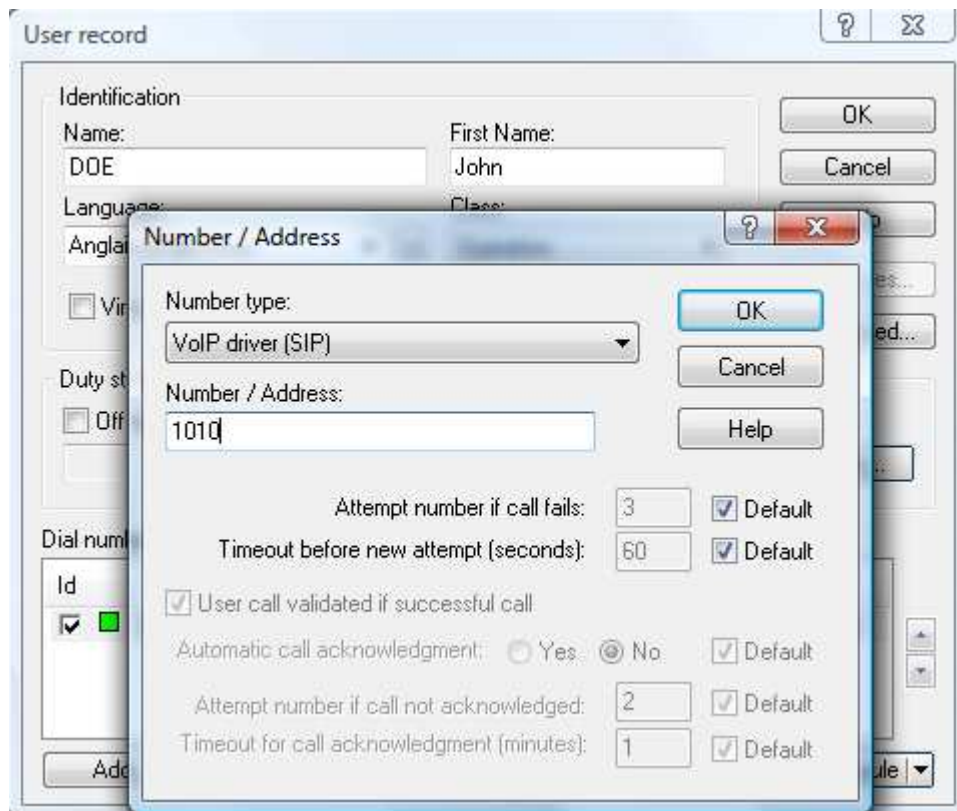 User record
Identification
Name: First Name:
DOE John
OK
Cancel
Language: Class:
Number / Address
Number type:
VoIP driver (SIP)
OK
Cancel
Number / Address:
1010
Help
Attempt number if call fails: 3 Default
Timeout before new attempt (seconds): 60 Default
User call validated if successful call
Automatic call acknowledgment: Yes No Default
Attempt number if call not acknowledged: 2 Default
Timeout for call acknowledgment (minutes): 1 Default
Duty st
Off
Dial num
Id